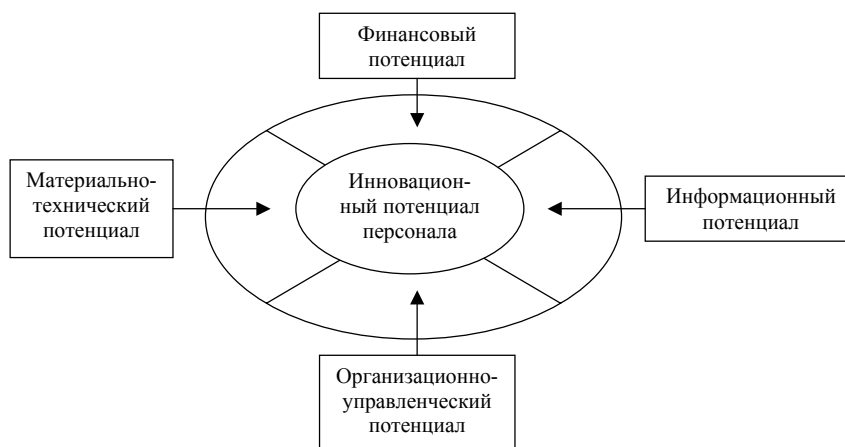 Финансовый
потенциал
Материально-
технический
потенциал
Инновацион-
ный потенциал
персонала
Информационный
потенциал
Организационно-
управленческий
потенциал